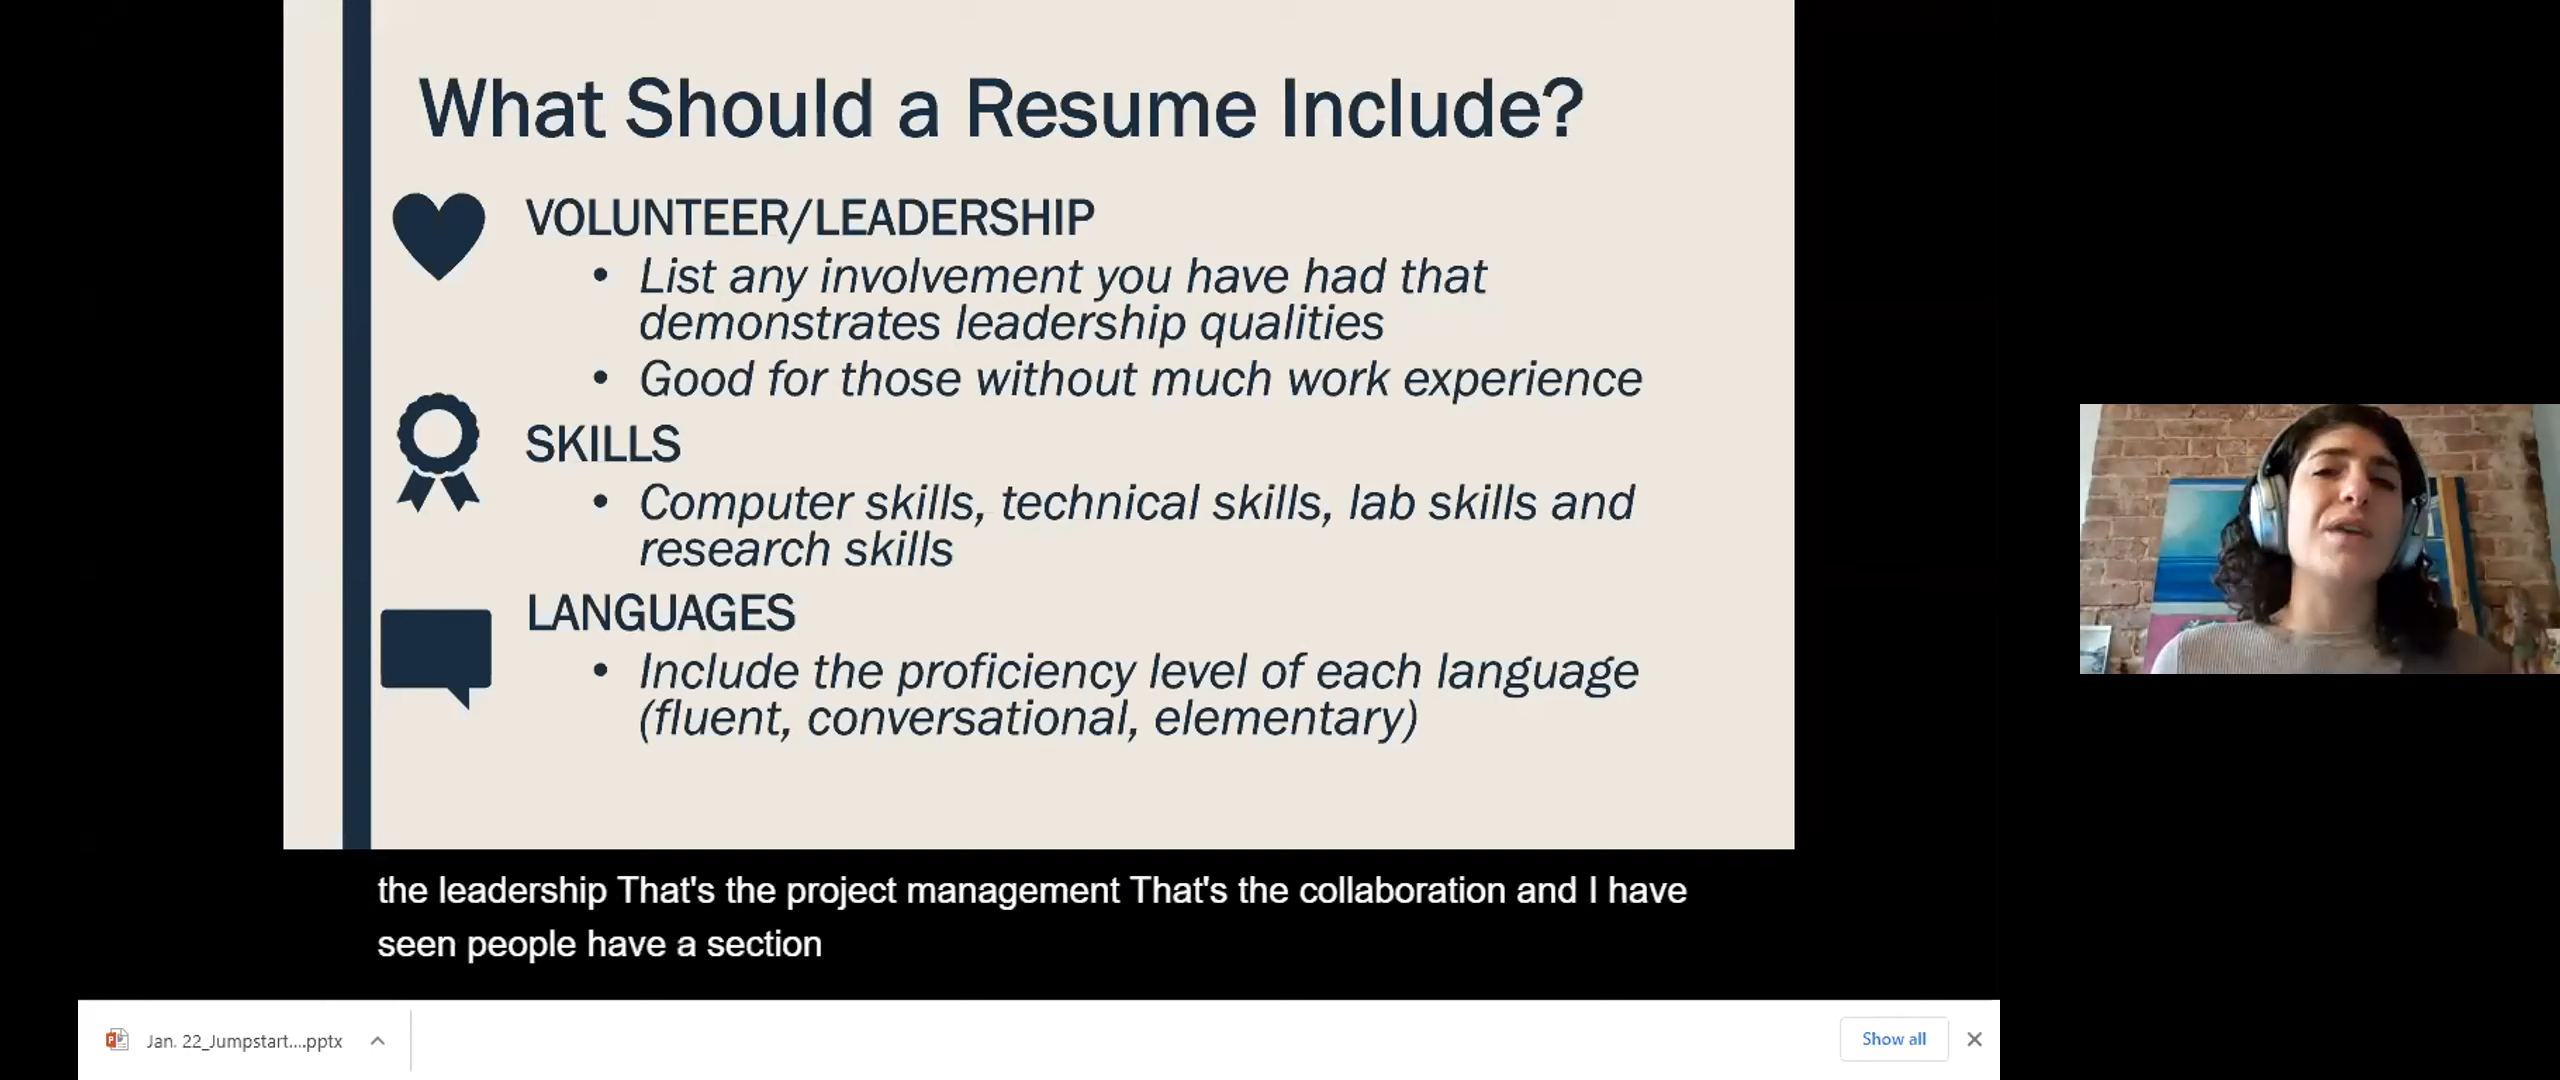 What Should a Resume Include?
VOLUNTEER/LEADERSHIP
• List any involvement you have had that
demonstrates leadership qualities
• Good for those without much work experience
SKILLS
• Computer skills, technical skills, lab skills and
research skills
LANGUAGES
• Include the proficiency level of each language
(fluent, conversational, elementary)
the leadership That's the project management That's the collaboration and I have
seen people have a section
Jan. 22_Jumpstart....pptx
Show all